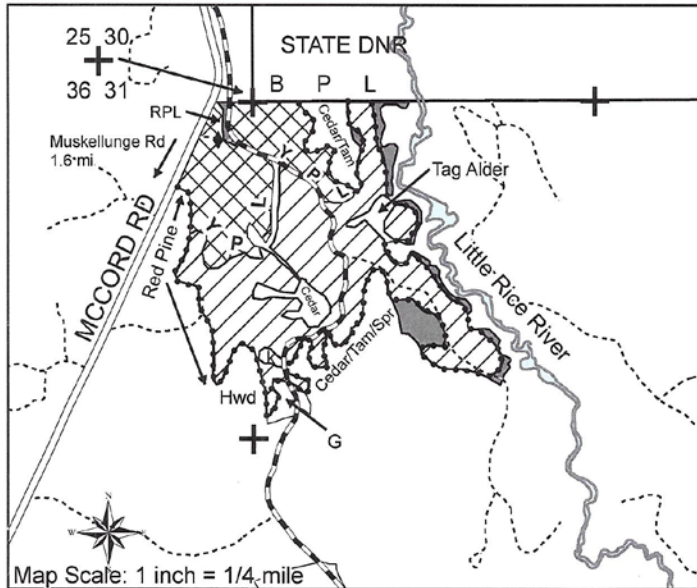 25 30
STATE DNR
36 31
B P L
RPL
Cedar/Tam
Muskellunge Rd
1.6 mi
Y
P
L
Tag Alder
L
MCCORD RD
Red Pine
Y
P
Little Rice River
Cedar
Cedar/Tam/Spr
Hwd
G
N
W
E
S
Map Scale: 1 inch = 1/4 mile